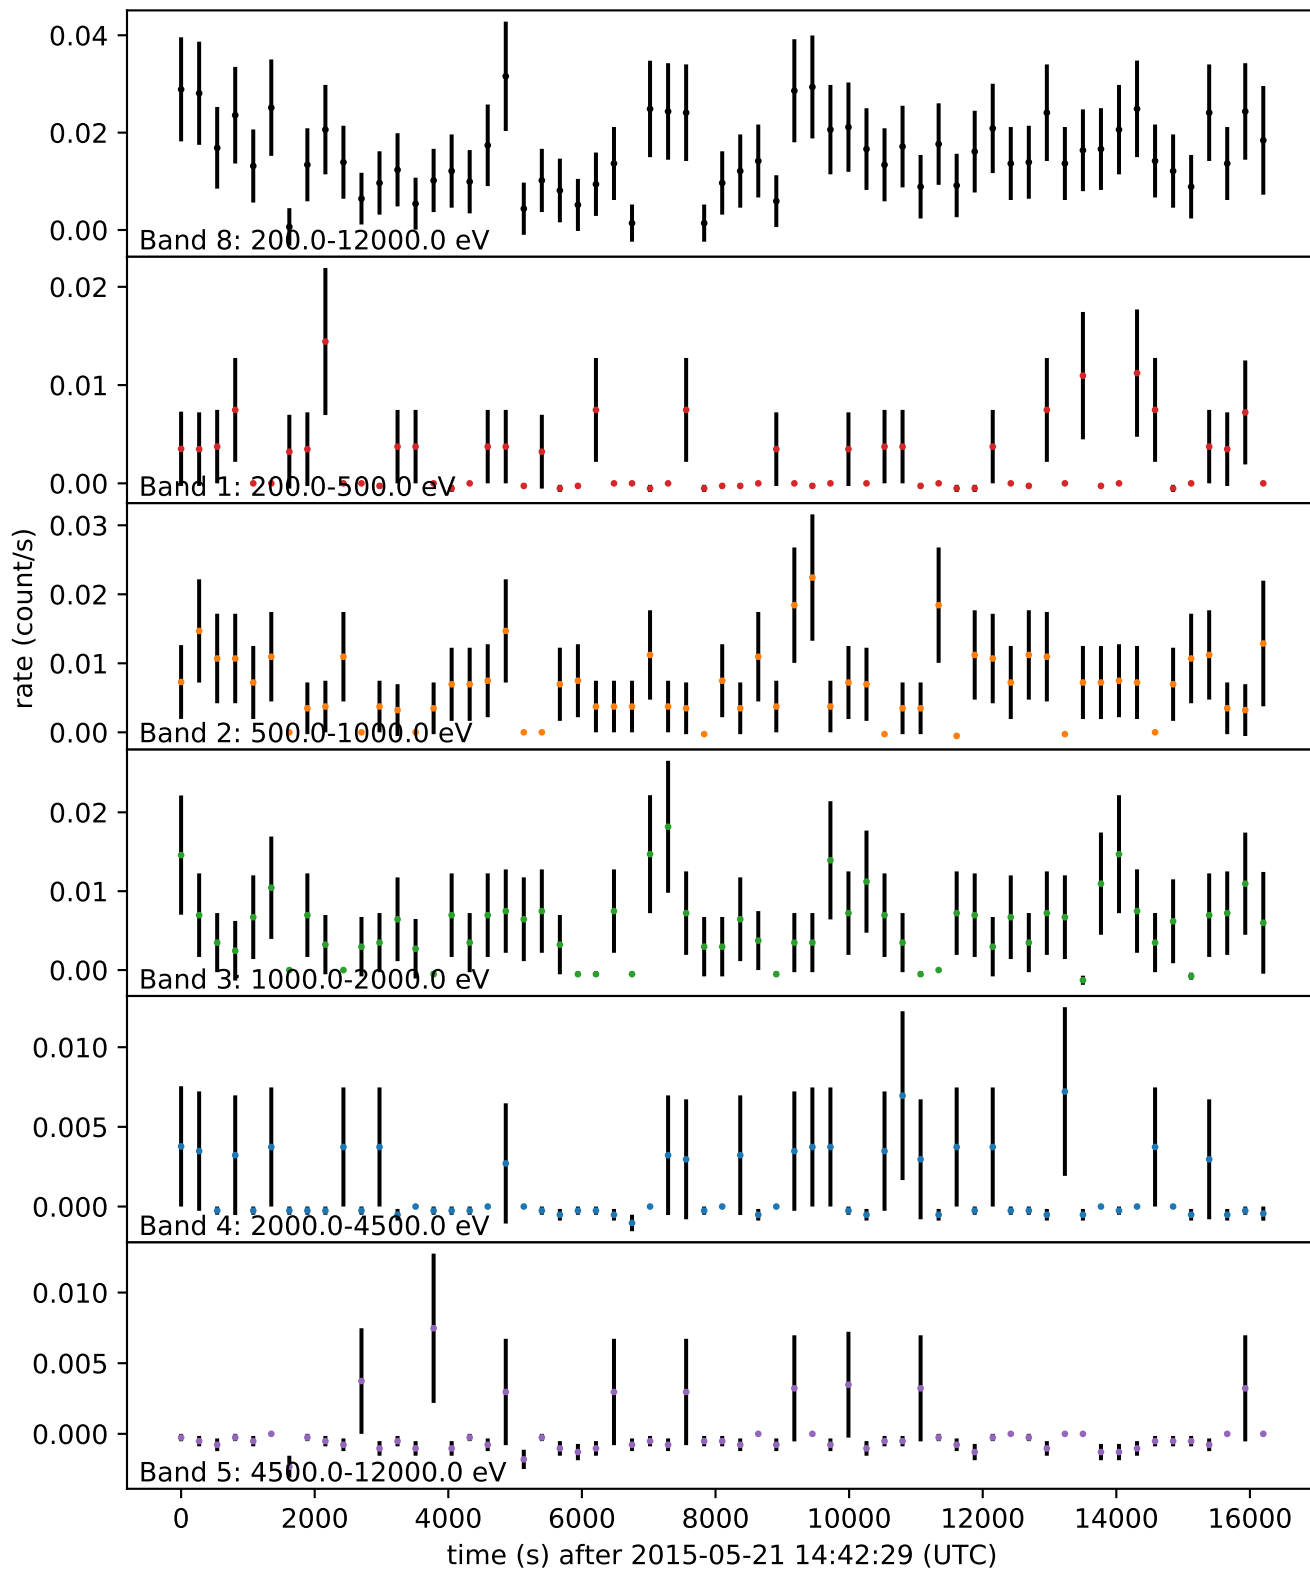 0.04
0.02
0.00
Band 8: 200.0-12000.0 eV
0.02
0.01
0.00
Band 1: 200.0-500.0 eV
0.03
0.02
0.01
0.00
Band 2: 500.0-1000.0 eV
rate (count/s)
0.02
0.01
0.00
Band 3: 1000.0-2000.0 eV
0.010
0.005
0.000
Band 4: 2000.0-4500.0 eV
0.010
0.005
0.000
Band 5: 4500.0-12000.0 eV
0 2000 4000 6000 8000 10000 12000 14000 16000
time (s) after 2015-05-21 14:42:29 (UTC)